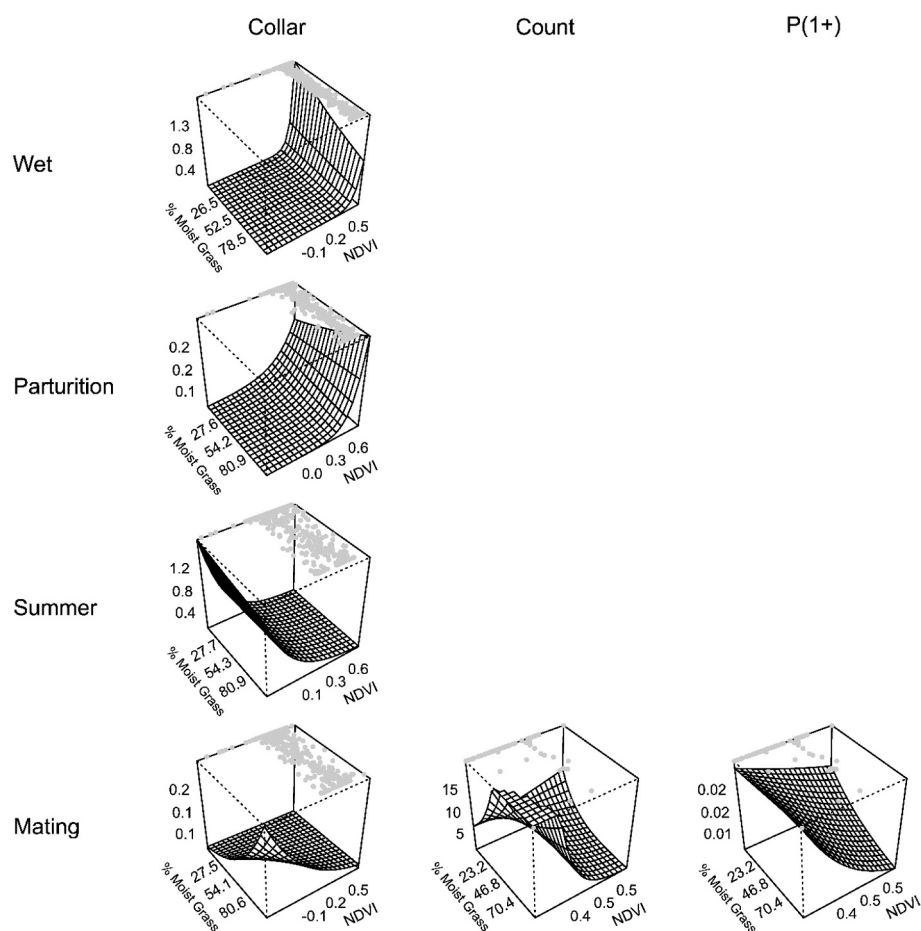 Collar Count P(1+)
Wet
1.3
0.8
0.4
26.5
52.5
78.5
% Moist Grass
-0.1 0.2 0.5
NDVI
Parturition
0.2
0.2
0.1
27.6
54.2
80.9
% Moist Grass
0.0 0.3 0.6
NDVI
Summer
1.2
0.8
0.4
27.7
54.3
80.9
% Moist Grass
0.1 0.3 0.6
NDVI
Mating
0.2
0.1
0.1
27.5
54.1
80.6
% Moist Grass
-0.1 0.2 0.5
NDVI
15
10
5
23.2
46.8
70.4
% Moist Grass
0.4 0.5 0.5
NDVI
0.02
0.02
0.01
23.2
46.8
70.4
% Moist Grass
0.4 0.5 0.5
NDVI